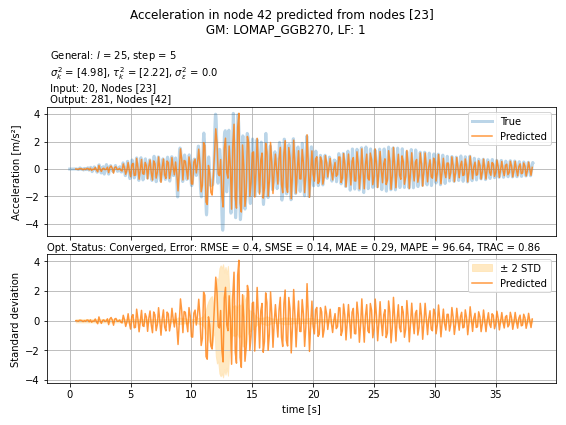 Acceleration in node 42 predicted from nodes [23]
GM: LOMAP_GGB270, LF: 1
General: l = 25, step = 5
σ²ₖ = [4.98], τ²ₖ = [2.22], σ²ε = 0.0
Input: 20, Nodes [23]
Output: 281, Nodes [42]
4
2
0
−2
−4
Acceleration [m/s²]
True
Predicted
Opt. Status: Converged, Error: RMSE = 0.4, SMSE = 0.14, MAE = 0.29, MAPE = 96.64, TRAC = 0.86
4
2
0
−2
−4
Standard deviation
± 2 STD
Predicted
0 5 10 15 20 25 30 35
time [s]